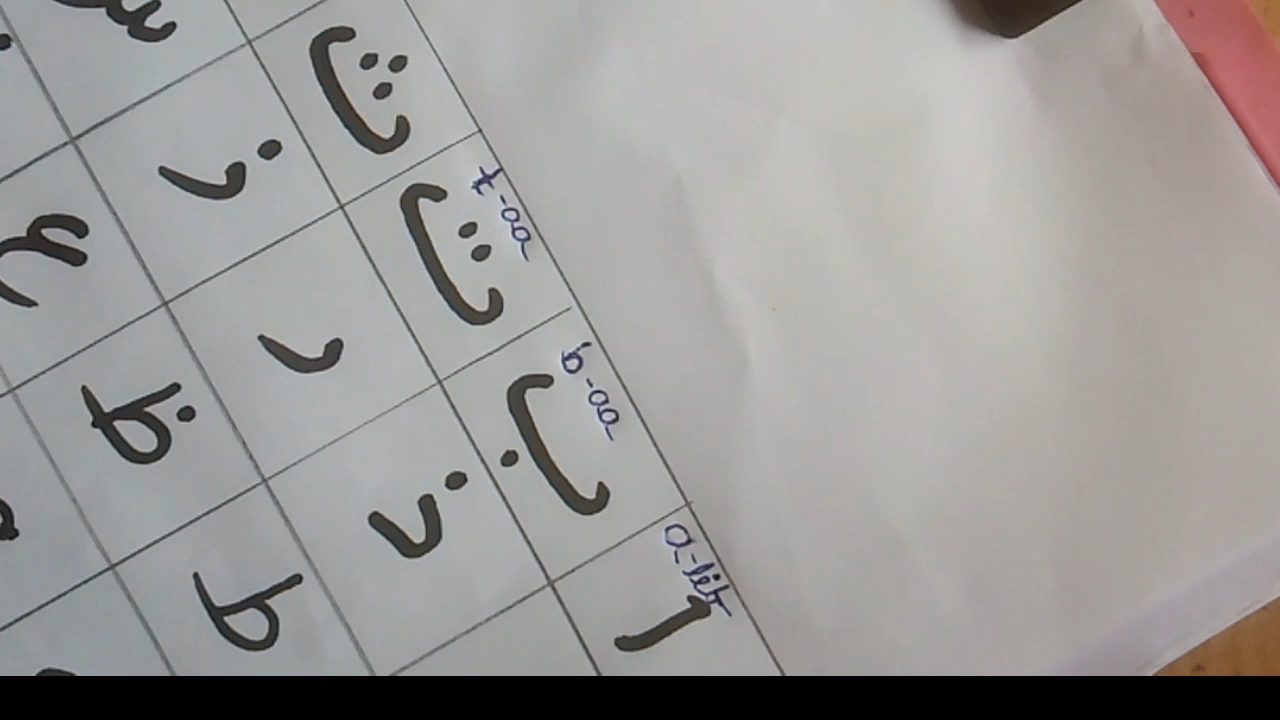 a-lif b-aa t-aa
ا ب ت ث
ذ ر ز س
ط ظ ع